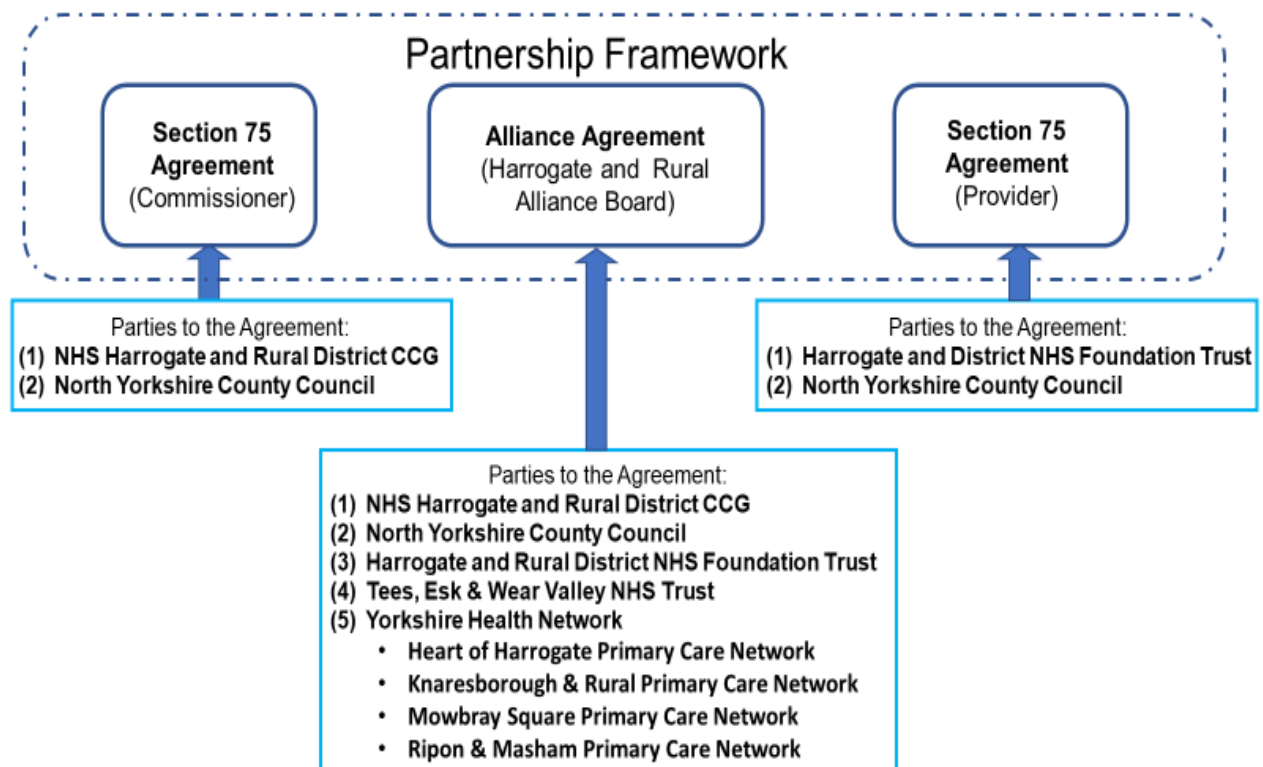 Partnership Framework
Section 75
Agreement
(Commissioner)
Alliance Agreement
(Harrogate and Rural
Alliance Board)
Section 75
Agreement
(Provider)
Parties to the Agreement:
(1) NHS Harrogate and Rural District CCG
(2) North Yorkshire County Council
Parties to the Agreement:
(1) Harrogate and District NHS Foundation Trust
(2) North Yorkshire County Council
Parties to the Agreement:
(1) NHS Harrogate and Rural District CCG
(2) North Yorkshire County Council
(3) Harrogate and Rural District NHS Foundation Trust
(4) Tees, Esk & Wear Valley NHS Trust
(5) Yorkshire Health Network
• Heart of Harrogate Primary Care Network
• Knaresborough & Rural Primary Care Network
• Mowbray Square Primary Care Network
• Ripon & Masham Primary Care Network